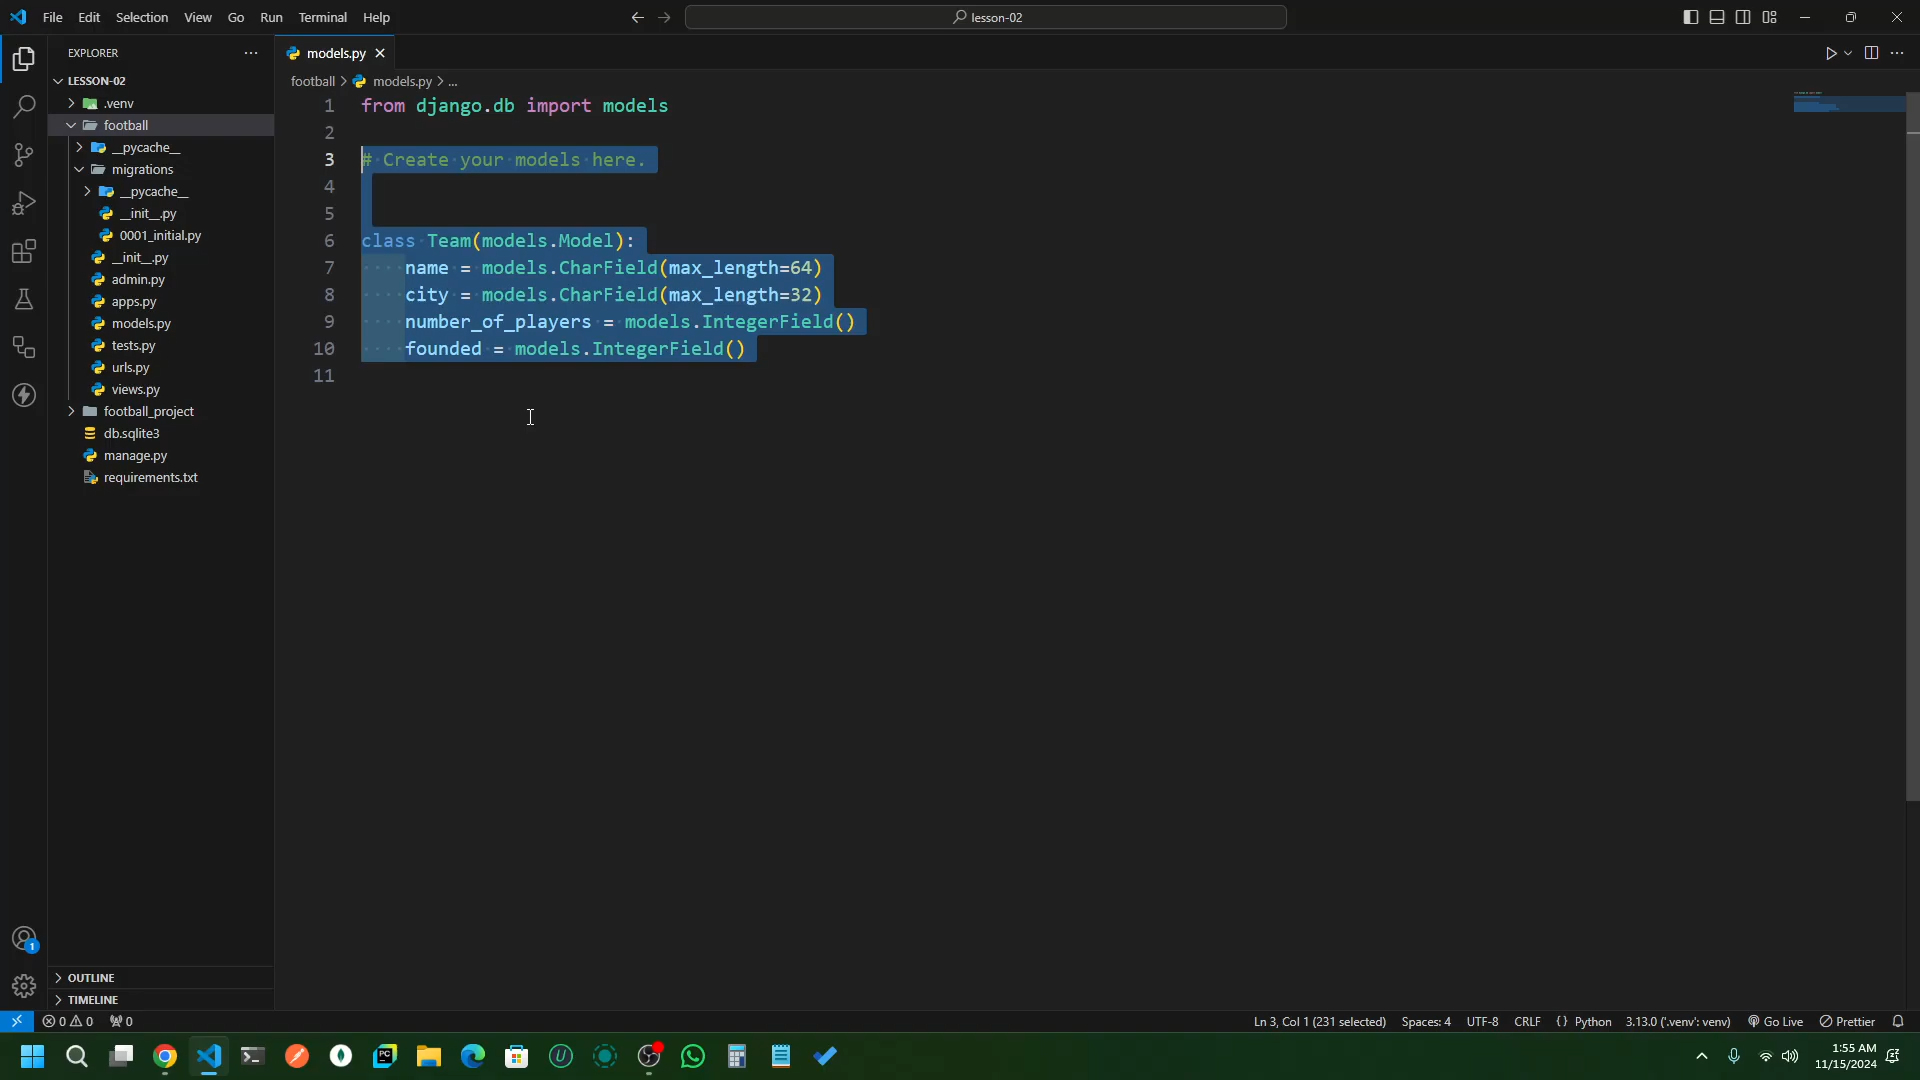 File Edit Selection View Go Run Terminal Help
lesson-02
EXPLORER
LESSON-02
.venv
football
__pycache__
migrations
__pycache__
__init__.py
0001_initial.py
__init__.py
admin.py
apps.py
models.py
tests.py
urls.py
views.py
football_project
db.sqlite3
manage.py
requirements.txt
OUTLINE
TIMELINE
models.py
football > models.py > ...
1 from django.db import models
2
3 # Create your models here.
4
5
6 class Team(models.Model):
7 name = models.CharField(max_length=64)
8 city = models.CharField(max_length=32)
9 number_of_players = models.IntegerField()
10 founded = models.IntegerField()
11
1
0 0 0
Ln 3, Col 1 (231 selected) Spaces: 4 UTF-8 CRLF {} Python 3.13.0 ('.venv': venv) Go Live Prettier
PC
U
1:55 AM
11/15/2024